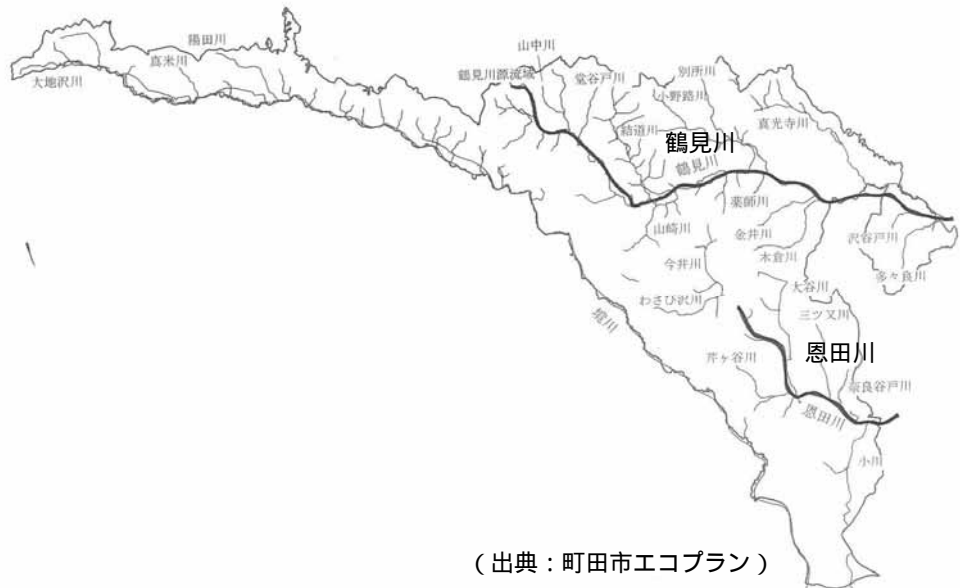 山中川
陽田川
鶴見川源流域
堂谷戸川
別所川
真米川
大地沢川
小野路川
真光寺川
結道川
鶴見川
鶴見川
薬師川
山崎川
金井川
沢谷戸川
今井川
木倉川
多々良川
大谷川
わさび沢川
三ツ又川
境川
恩田川
芹ヶ谷川
奈良谷戸川
恩田川
小川
(出典：町田市エコプラン)